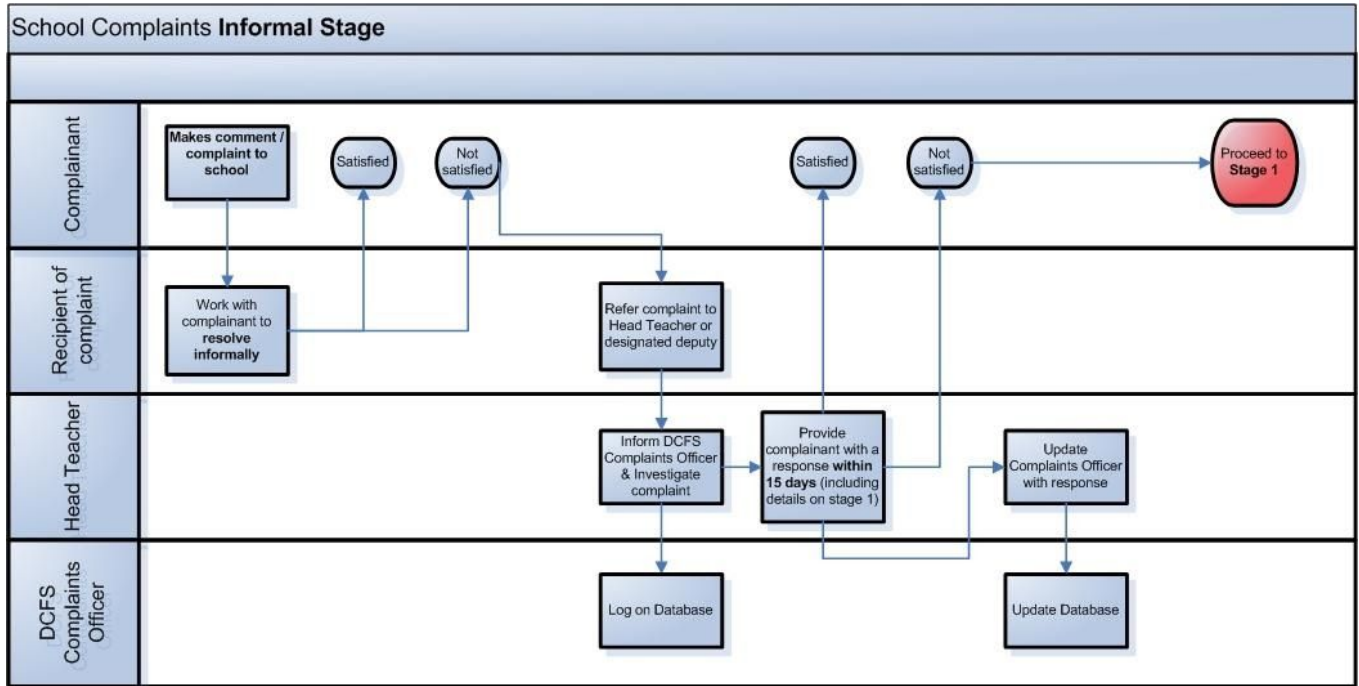 School Complaints Informal Stage
Complainant
Makes comment /
complaint to
school
Satisfied
Not
satisfied
Satisfied
Not
satisfied
Proceed to
Stage 1
Recipient of
complaint
Work with
complainant to
resolve
informally
Refer complaint to
Head Teacher or
designated deputy
Head Teacher
Inform DCFS
Complaints Officer
& Investigate
complaint
Provide
complainant with a
response within
15 days (including
details on stage 1)
Update
Complaints Officer
with response
DCFS
Complaints
Officer
Log on Database
Update Database